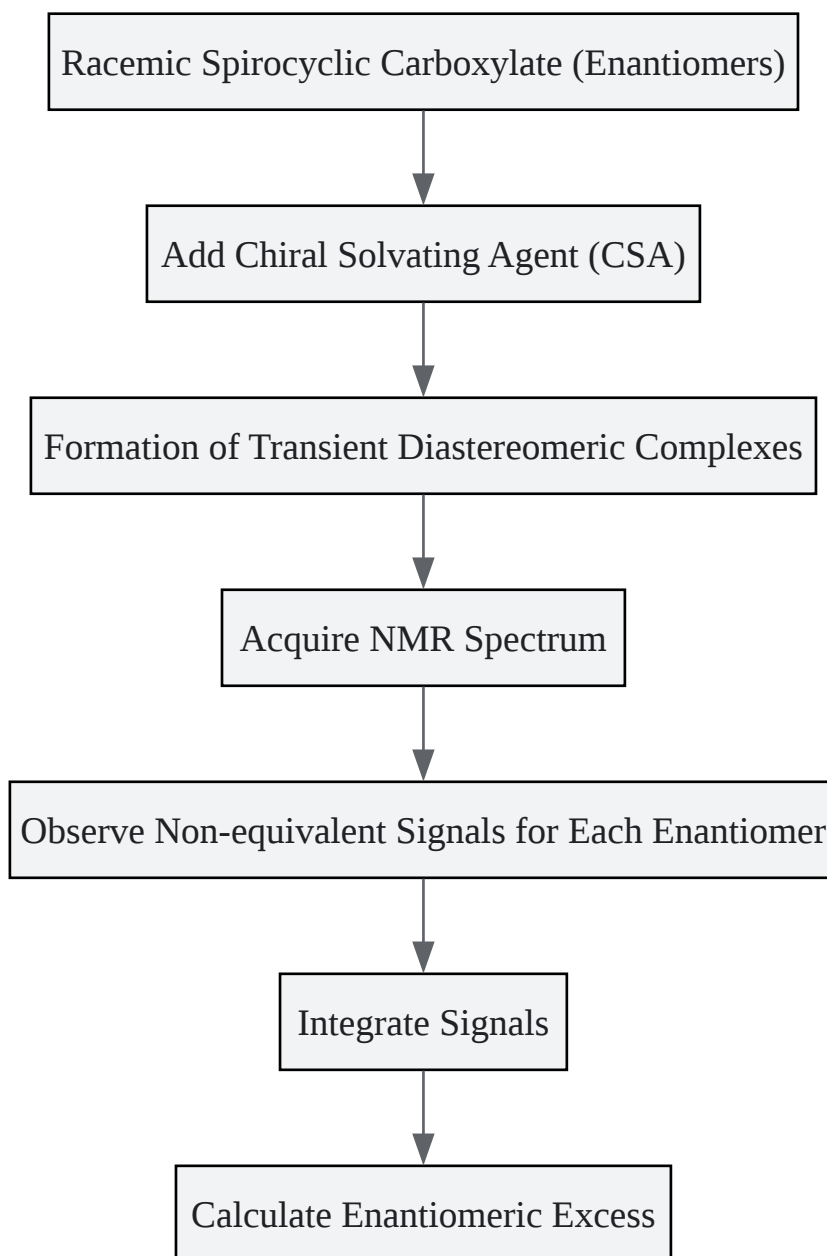 Racemic Spirocyclic Carboxylate (Enantiomers)
Add Chiral Solvating Agent (CSA)
Formation of Transient Diastereomeric Complexes
Acquire NMR Spectrum
Observe Non-equivalent Signals for Each Enantiomer
Integrate Signals
Calculate Enantiomeric Excess